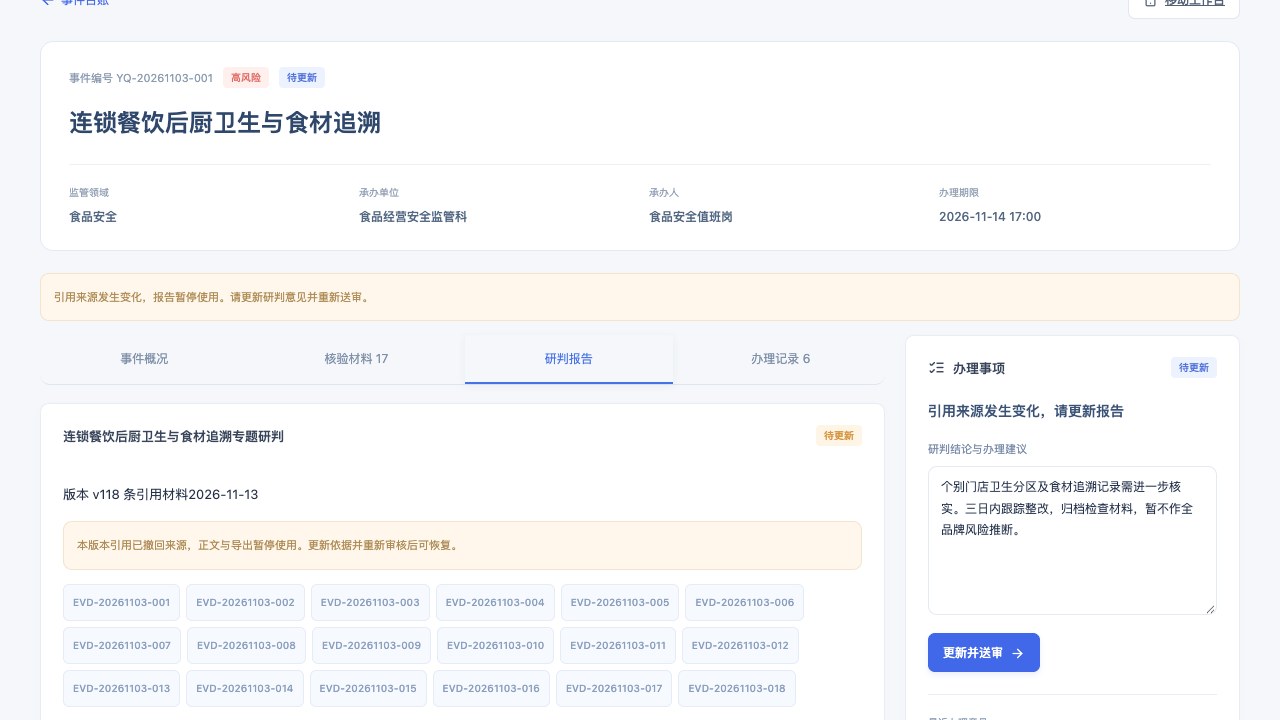 事件台账
移动工作台
事件编号 YQ-20261103-001 高风险 待更新
连锁餐饮后厨卫生与食材追溯
监管领域 承办单位 承办人 办理期限
食品安全 食品经营安全监管科 食品安全值班岗 2026-11-14 17:00
引用来源发生变化，报告暂停使用。请更新研判意见并重新送审。
事件概况 核验材料 17 研判报告 办理记录 6
连锁餐饮后厨卫生与食材追溯专题研判 待更新
版本 v118 条引用材料2026-11-13
本版本引用已撤回来源，正文与导出暂停使用。更新依据并重新审核后可恢复。
EVD-20261103-001 EVD-20261103-002 EVD-20261103-003 EVD-20261103-004 EVD-20261103-005 EVD-20261103-006
EVD-20261103-007 EVD-20261103-008 EVD-20261103-009 EVD-20261103-010 EVD-20261103-011 EVD-20261103-012
EVD-20261103-013 EVD-20261103-014 EVD-20261103-015 EVD-20261103-016 EVD-20261103-017 EVD-20261103-018
办理事项 待更新
引用来源发生变化，请更新报告
研判结论与办理建议
个别门店卫生分区及食材追溯记录需进一步核
实。三日内跟踪整改，归档检查材料，暂不作全
品牌风险推断。
更新并送审